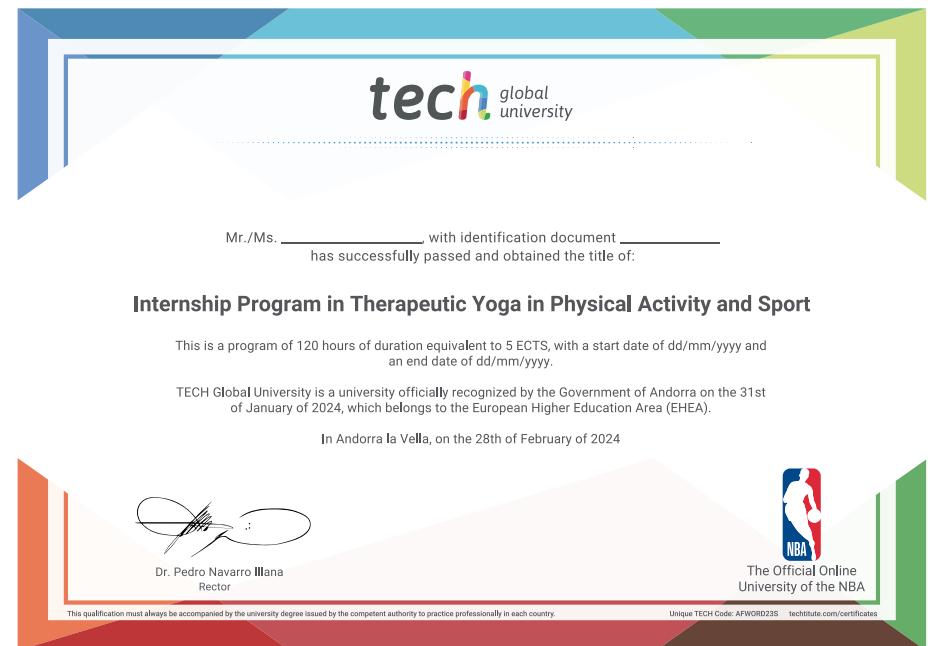 tech global university
Mr./Ms. ____________, with identification document ____________
has successfully passed and obtained the title of:
Internship Program in Therapeutic Yoga in Physical Activity and Sport
This is a program of 120 hours of duration equivalent to 5 ECTS, with a start date of dd/mm/yyyy and
an end date of dd/mm/yyyy.
TECH Global University is a university officially recognized by the Government of Andorra on the 31st
of January of 2024, which belongs to the European Higher Education Area (EHEA).
In Andorra la Vella, on the 28th of February of 2024
Dr. Pedro Navarro Illana
Rector
NBA
The Official Online
University of the NBA
This qualification must always be accompanied by the university degree issued by the competent authority to practice professionally in each country.
Unique TECH Code: AFWORD23S techtitute.com/certificates